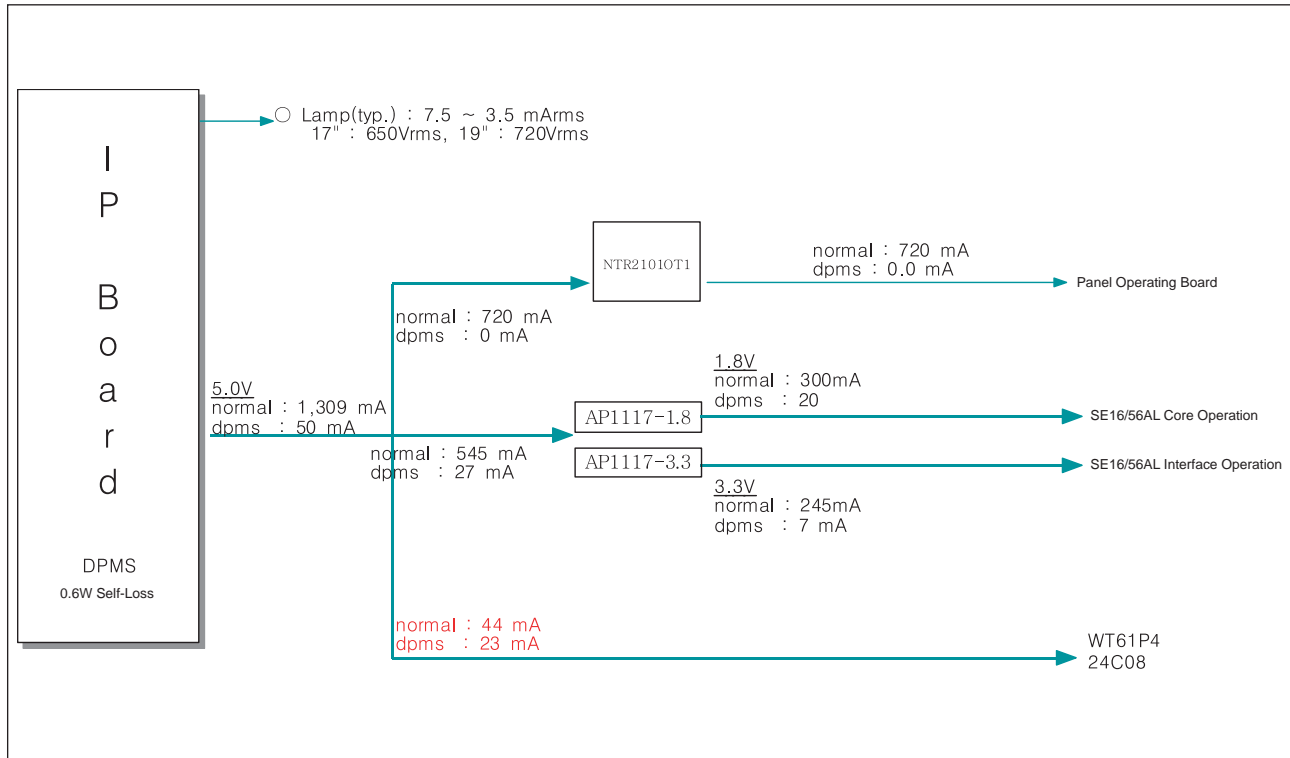 ○ Lamp(typ.) : 7.5 ~ 3.5 mArms
17" : 650Vrms, 19" : 720Vrms
IP Board
DPMS
0.6W Self-Loss
NTR2101OT1
normal : 720 mA
dpms : 0.0 mA
Panel Operating Board
normal : 720 mA
dpms : 0 mA
5.0V
normal : 1,309 mA
dpms : 50 mA
1.8V
normal : 300mA
dpms : 20
AP1117-1.8
SE16/56AL Core Operation
normal : 545 mA
dpms : 27 mA
AP1117-3.3
SE16/56AL Interface Operation
3.3V
normal : 245mA
dpms : 7 mA
normal : 44 mA
dpms : 23 mA
WT61P4
24C08